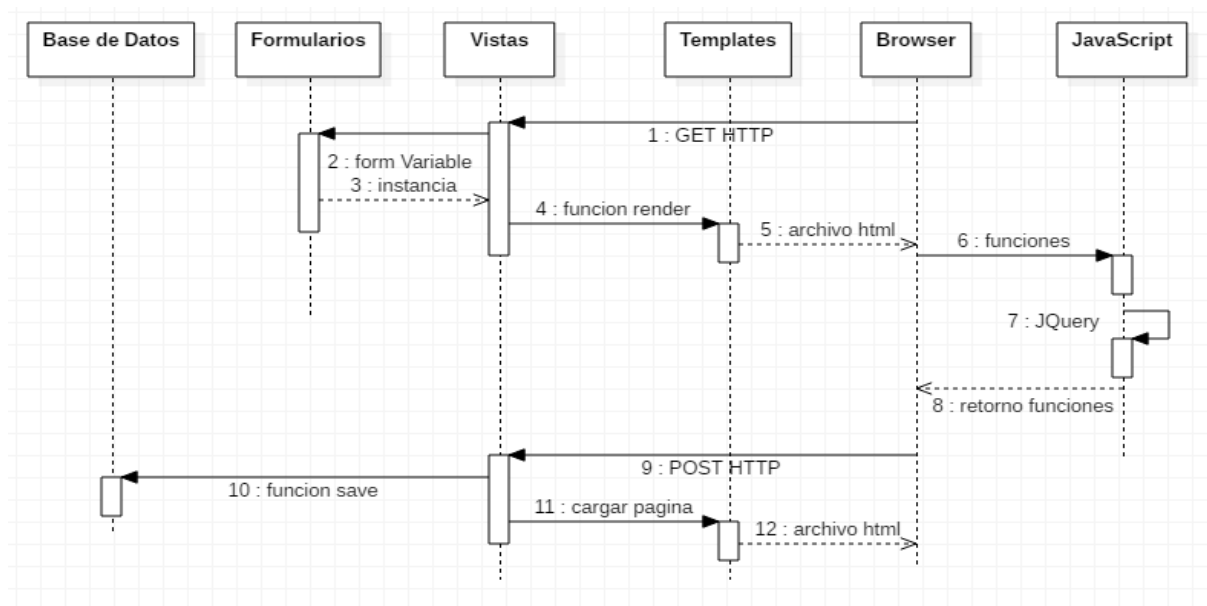 Base de Datos
Formularios
Vistas
Templates
Browser
JavaScript
1 : GET HTTP
2 : form Variable
3 : instancia
4 : funcion render
5 : archivo html
6 : funciones
7 : JQuery
8 : retorno funciones
9 : POST HTTP
10 : funcion save
11 : cargar pagina
12 : archivo html